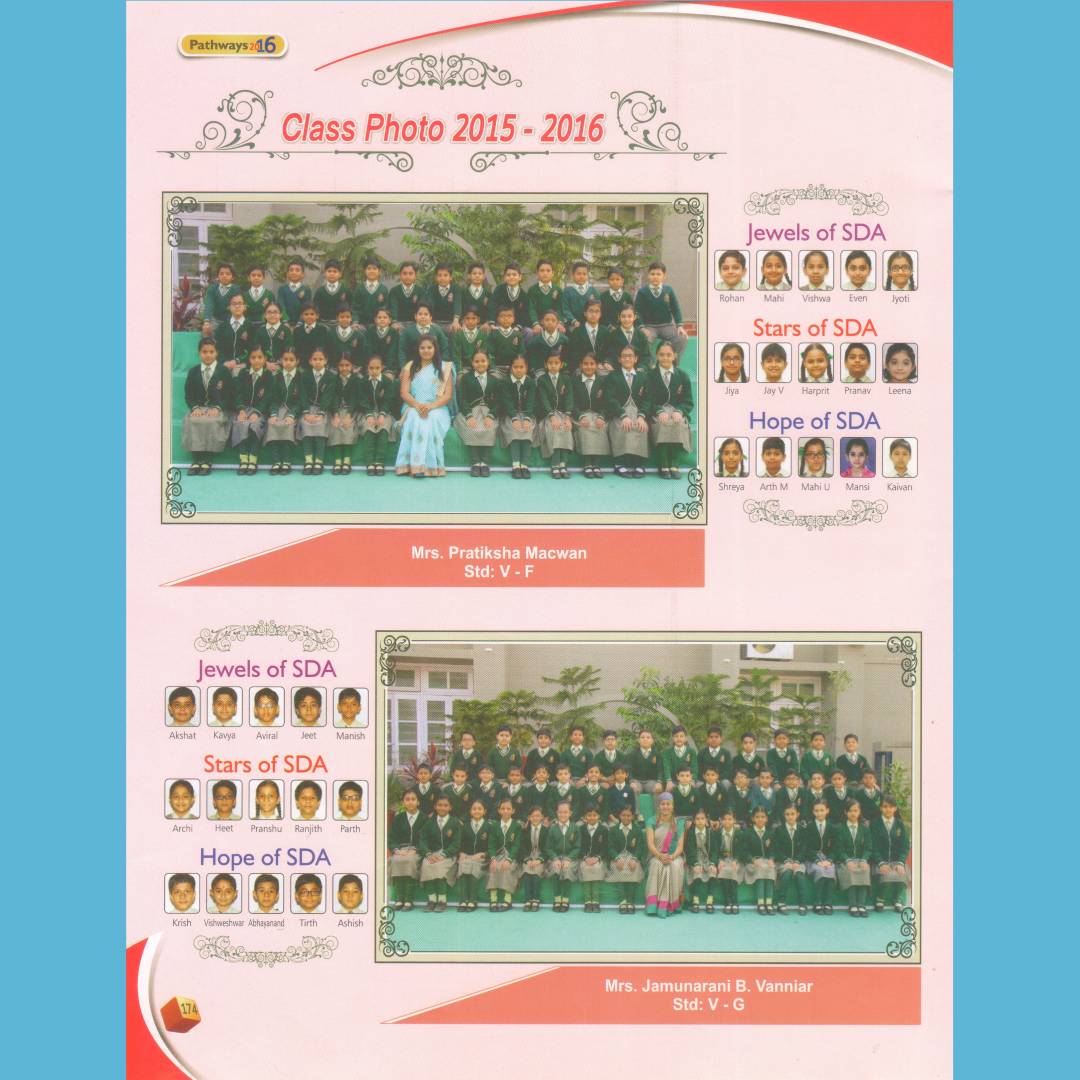 Pathways 2016
Class Photo 2015 - 2016
Jewels of SDA
Rohan Mahi Vishwa Even Jyoti
Stars of SDA
Jiya Jay V Harprit Pranav Leena
Hope of SDA
Shreya Arth M Mahi U Mansi Kaivan
Mrs. Pratiksha Macwan
Std: V - F
Jewels of SDA
Akshat Kavya Aviral Jeet Manish
Stars of SDA
Archi Heet Pranshu Ranjith Parth
Hope of SDA
Krish Vishweshwar Abhayanand Tirth Ashish
Mrs. Jamunarani B. Vanniar
Std: V - G
174